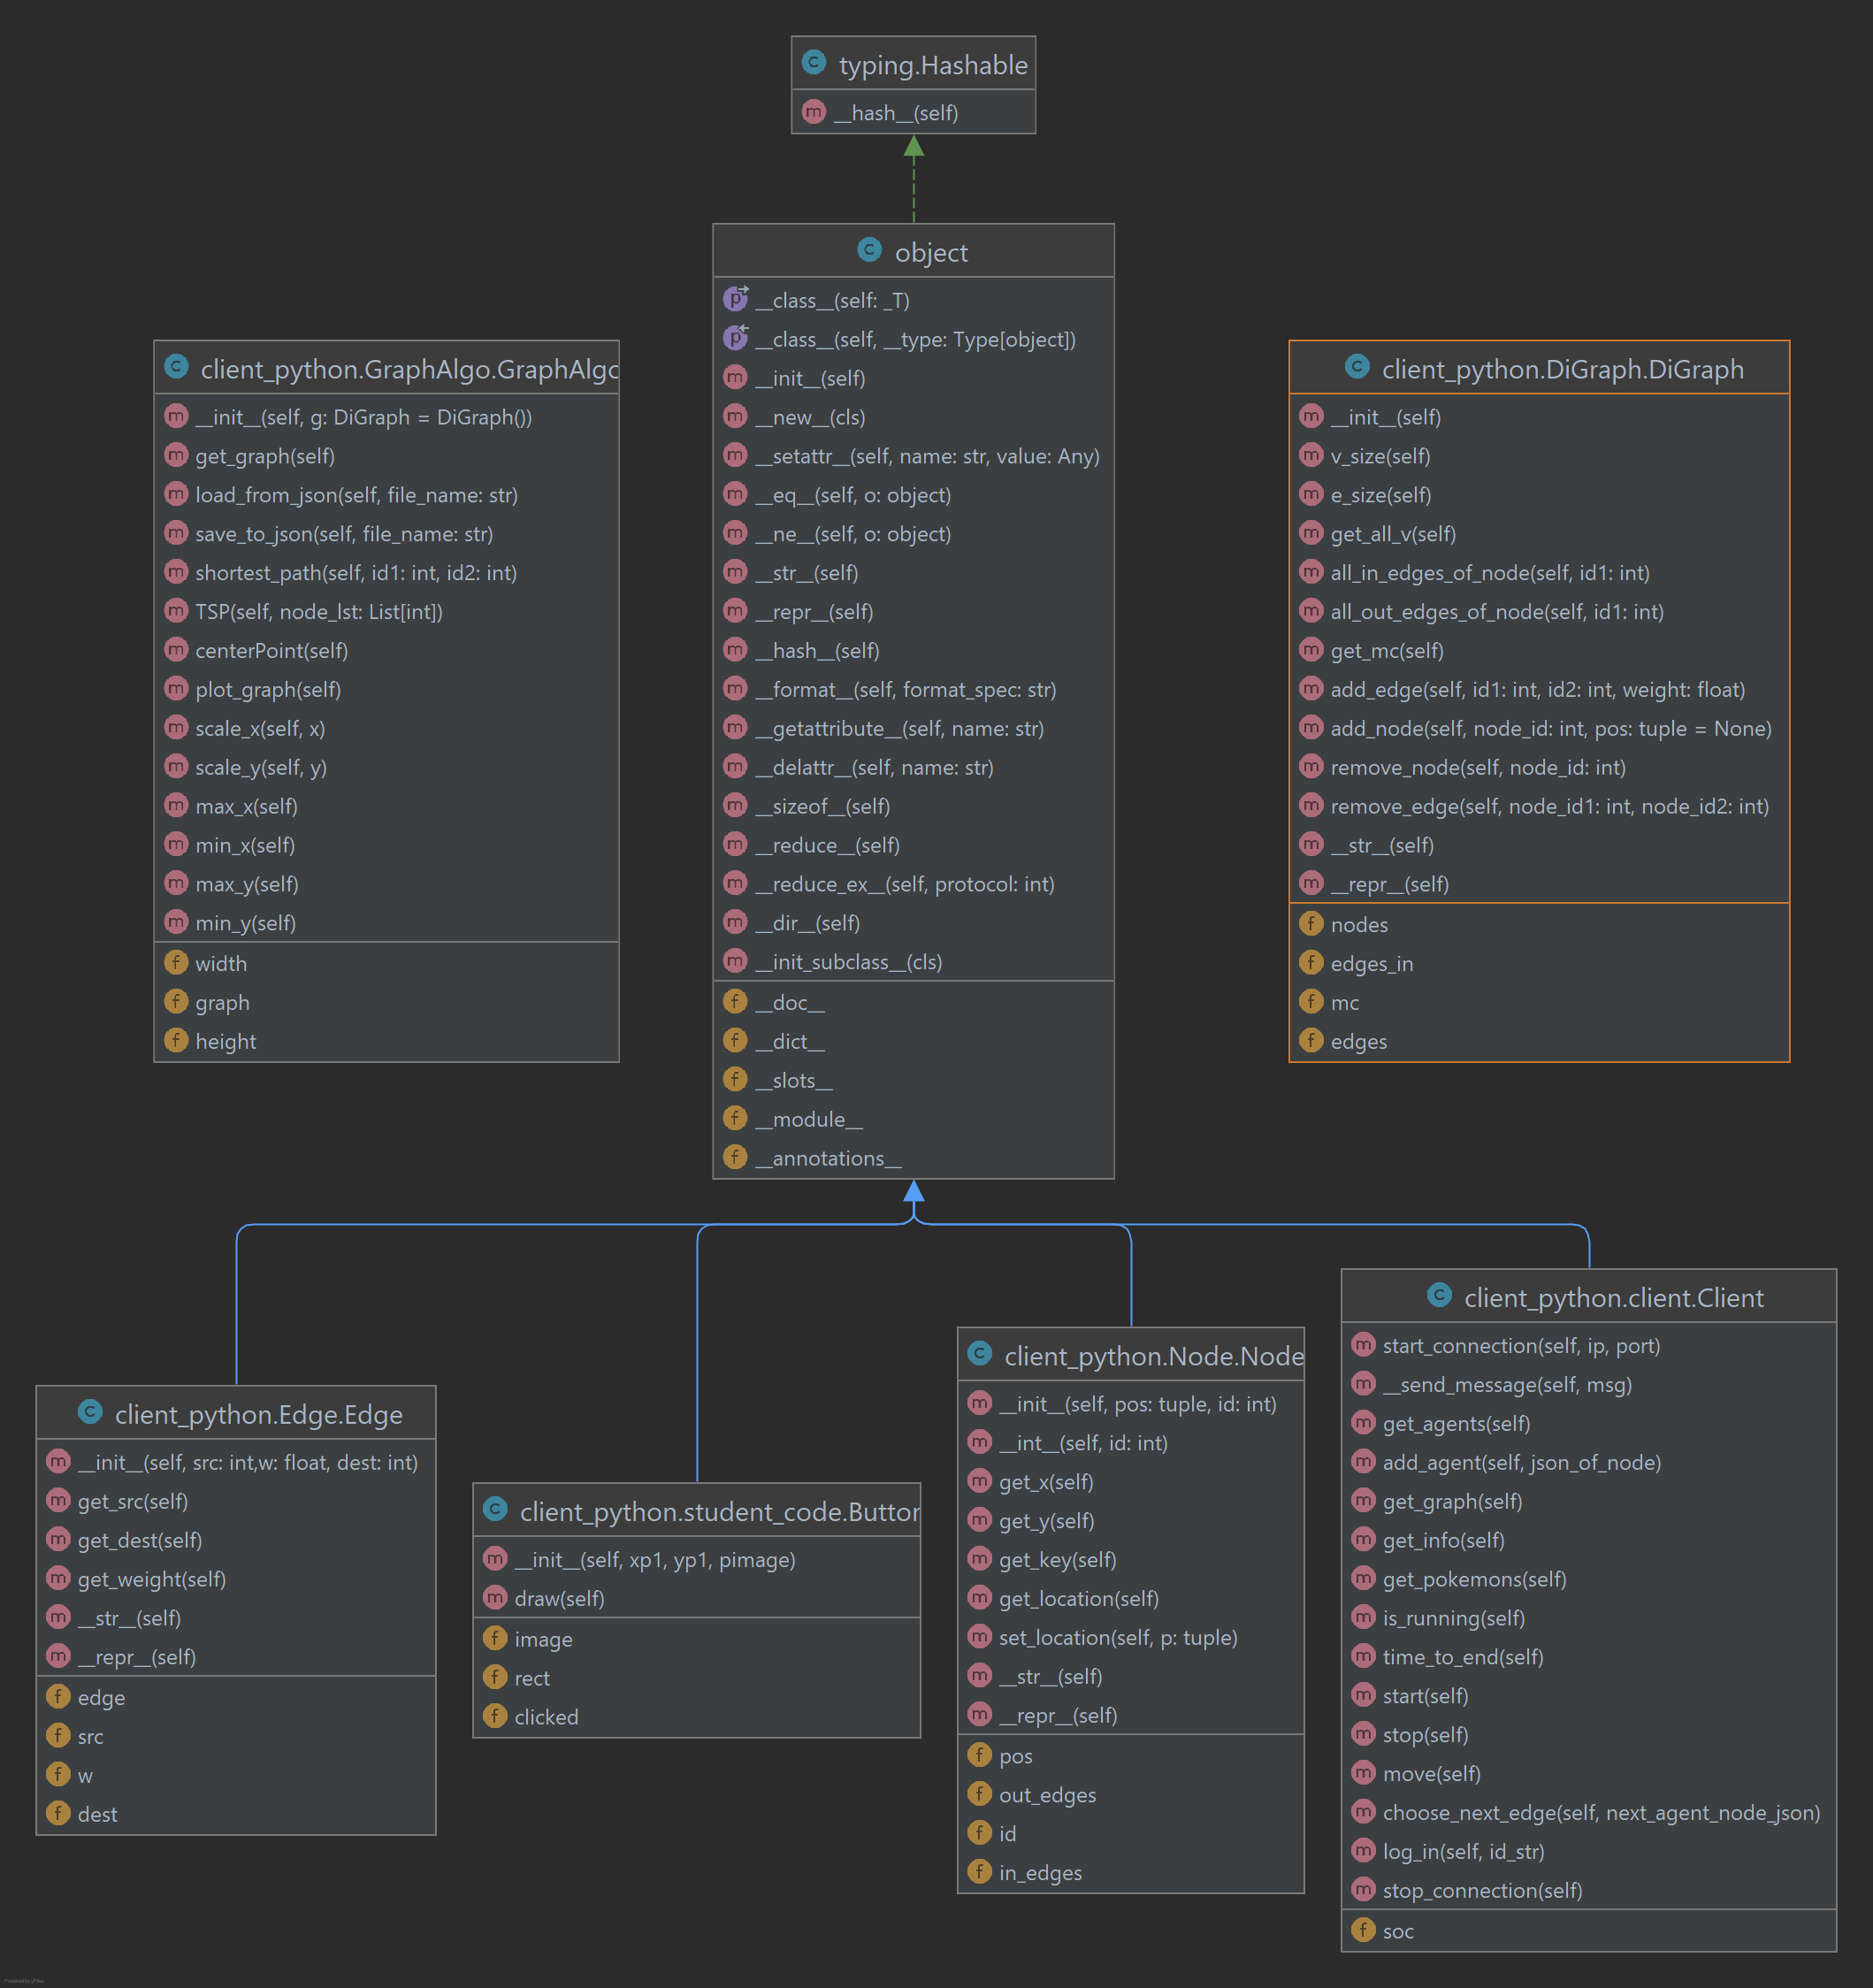 typing.Hashable
__hash__(self)
object
__class__(self: _T)
__class__(self, __type: Type[object])
__init__(self)
__new__(cls)
__setattr__(self, name: str, value: Any)
__eq__(self, o: object)
__ne__(self, o: object)
__str__(self)
__repr__(self)
__hash__(self)
__format__(self, format_spec: str)
__getattribute__(self, name: str)
__delattr__(self, name: str)
__sizeof__(self)
__reduce__(self)
__reduce_ex__(self, protocol: int)
__dir__(self)
__init_subclass__(cls)
__doc__
__dict__
__slots__
__module__
__annotations__
client_python.GraphAlgo.GraphAlgo
__init__(self, g: DiGraph = DiGraph())
get_graph(self)
load_from_json(self, file_name: str)
save_to_json(self, file_name: str)
shortest_path(self, id1: int, id2: int)
TSP(self, node_lst: List[int])
centerPoint(self)
plot_graph(self)
scale_x(self, x)
scale_y(self, y)
max_x(self)
min_x(self)
max_y(self)
min_y(self)
width
graph
height
client_python.DiGraph.DiGraph
__init__(self)
v_size(self)
e_size(self)
get_all_v(self)
all_in_edges_of_node(self, id1: int)
all_out_edges_of_node(self, id1: int)
get_mc(self)
add_edge(self, id1: int, id2: int, weight: float)
add_node(self, node_id: int, pos: tuple = None)
remove_node(self, node_id: int)
remove_edge(self, node_id1: int, node_id2: int)
__str__(self)
__repr__(self)
nodes
edges_in
mc
edges
client_python.Edge.Edge
__init__(self, src: int,w: float, dest: int)
get_src(self)
get_dest(self)
get_weight(self)
__str__(self)
__repr__(self)
edge
src
w
dest
client_python.student_code.Button
__init__(self, xp1, yp1, pimage)
draw(self)
image
rect
clicked
client_python.Node.Node
__init__(self, pos: tuple, id: int)
__int__(self, id: int)
get_x(self)
get_y(self)
get_key(self)
get_location(self)
set_location(self, p: tuple)
__str__(self)
__repr__(self)
pos
out_edges
id
in_edges
client_python.client.Client
start_connection(self, ip, port)
__send_message(self, msg)
get_agents(self)
add_agent(self, json_of_node)
get_graph(self)
get_info(self)
get_pokemons(self)
is_running(self)
time_to_end(self)
start(self)
stop(self)
move(self)
choose_next_edge(self, next_agent_node_json)
log_in(self, id_str)
stop_connection(self)
soc
Powered by yFiles